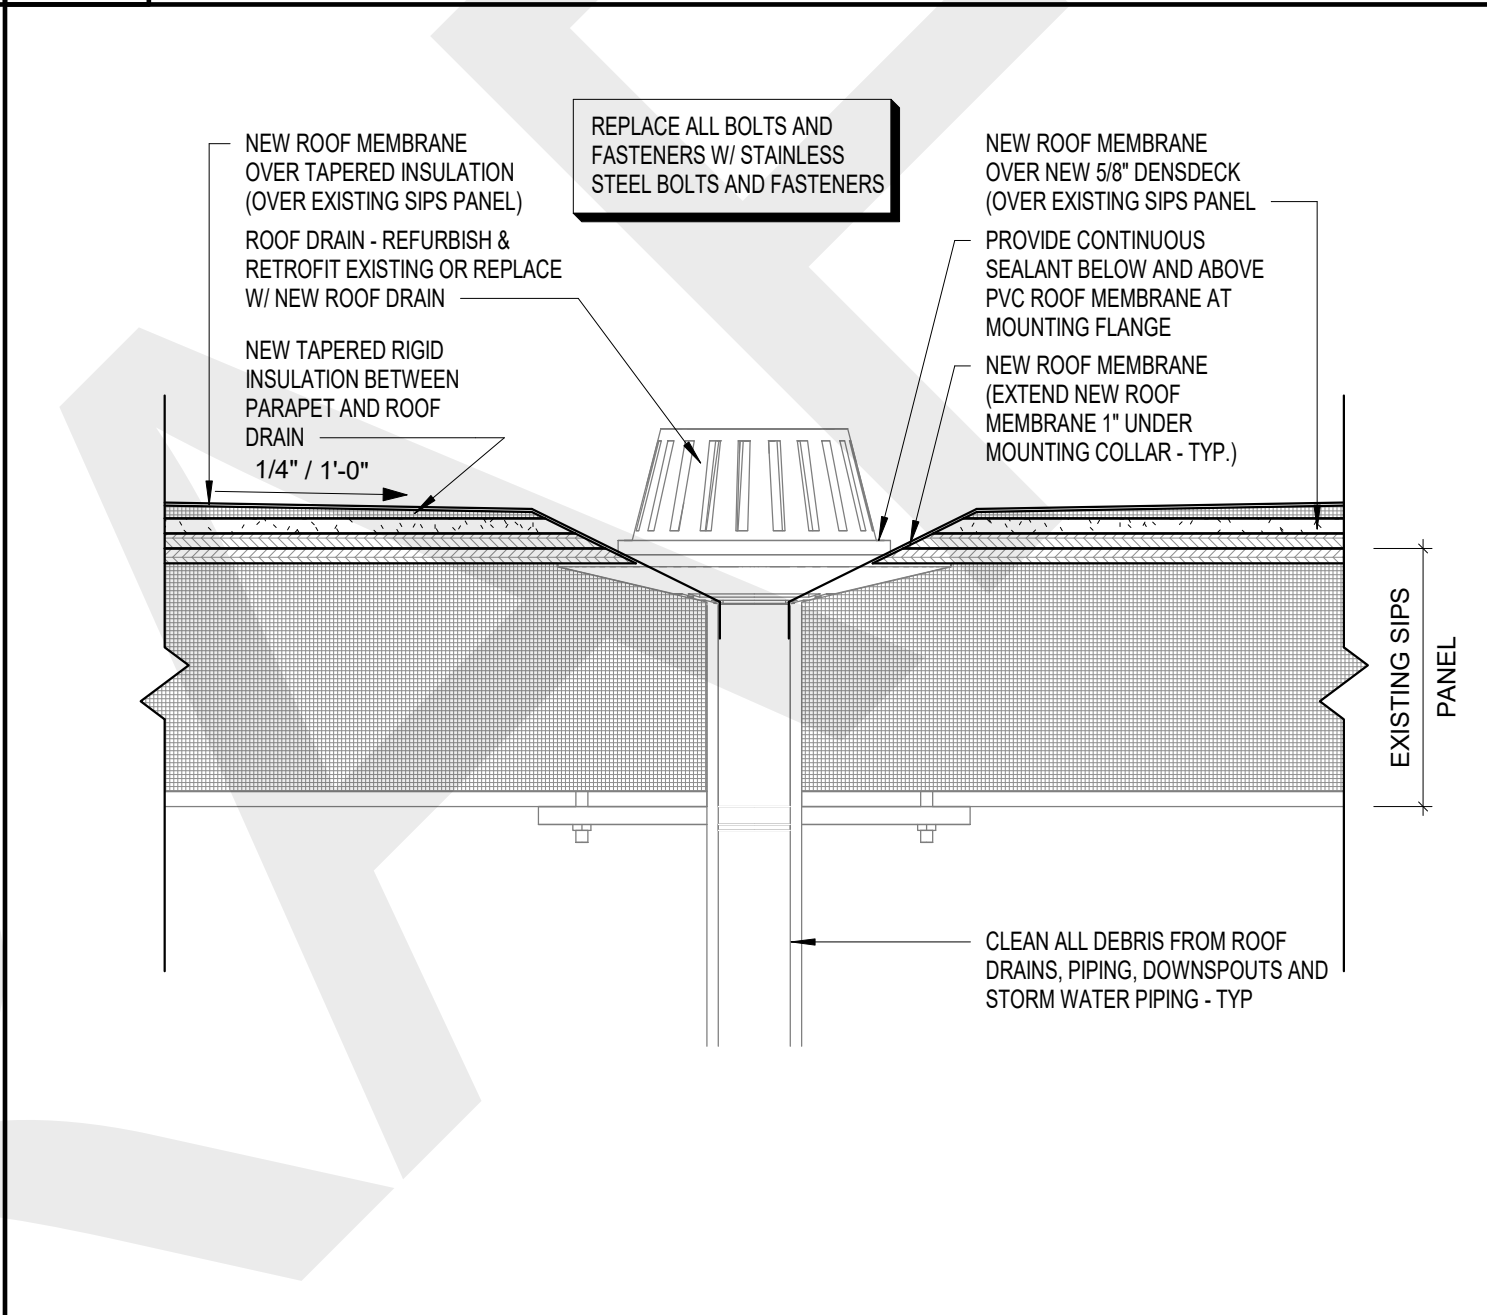 NEW ROOF MEMBRANE
OVER TAPERED INSULATION
(OVER EXISTING SIPS PANEL)
ROOF DRAIN - REFURBISH &
RETROFIT EXISTING OR REPLACE
W/ NEW ROOF DRAIN
NEW TAPERED RIGID
INSULATION BETWEEN
PARAPET AND ROOF
DRAIN
1/4" / 1'-0"
REPLACE ALL BOLTS AND
FASTENERS W/ STAINLESS
STEEL BOLTS AND FASTENERS
NEW ROOF MEMBRANE
OVER NEW 5/8" DENSDECK
(OVER EXISTING SIPS PANEL
PROVIDE CONTINUOUS
SEALANT BELOW AND ABOVE
PVC ROOF MEMBRANE AT
MOUNTING FLANGE
NEW ROOF MEMBRANE
(EXTEND NEW ROOF
MEMBRANE 1" UNDER
MOUNTING COLLAR - TYP.)
EXISTING SIPS
PANEL
CLEAN ALL DEBRIS FROM ROOF
DRAINS, PIPING, DOWNSPOUTS AND
STORM WATER PIPING - TYP